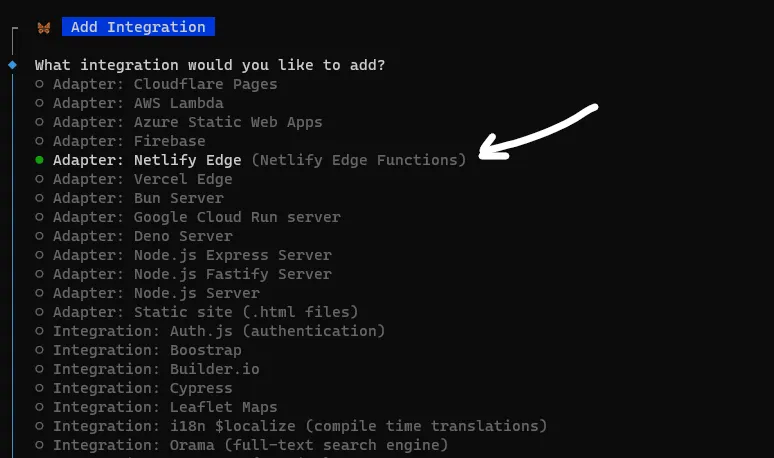 Add Integration
What integration would you like to add?
Adapter: Cloudflare Pages
Adapter: AWS Lambda
Adapter: Azure Static Web Apps
Adapter: Firebase
Adapter: Netlify Edge (Netlify Edge Functions)
Adapter: Vercel Edge
Adapter: Bun Server
Adapter: Google Cloud Run server
Adapter: Deno Server
Adapter: Node.js Express Server
Adapter: Node.js Fastify Server
Adapter: Node.js Server
Adapter: Static site (.html files)
Integration: Auth.js (authentication)
Integration: Boostrap
Integration: Builder.io
Integration: Cypress
Integration: Leaflet Maps
Integration: i18n $localize (compile time translations)
Integration: Orama (full-text search engine)